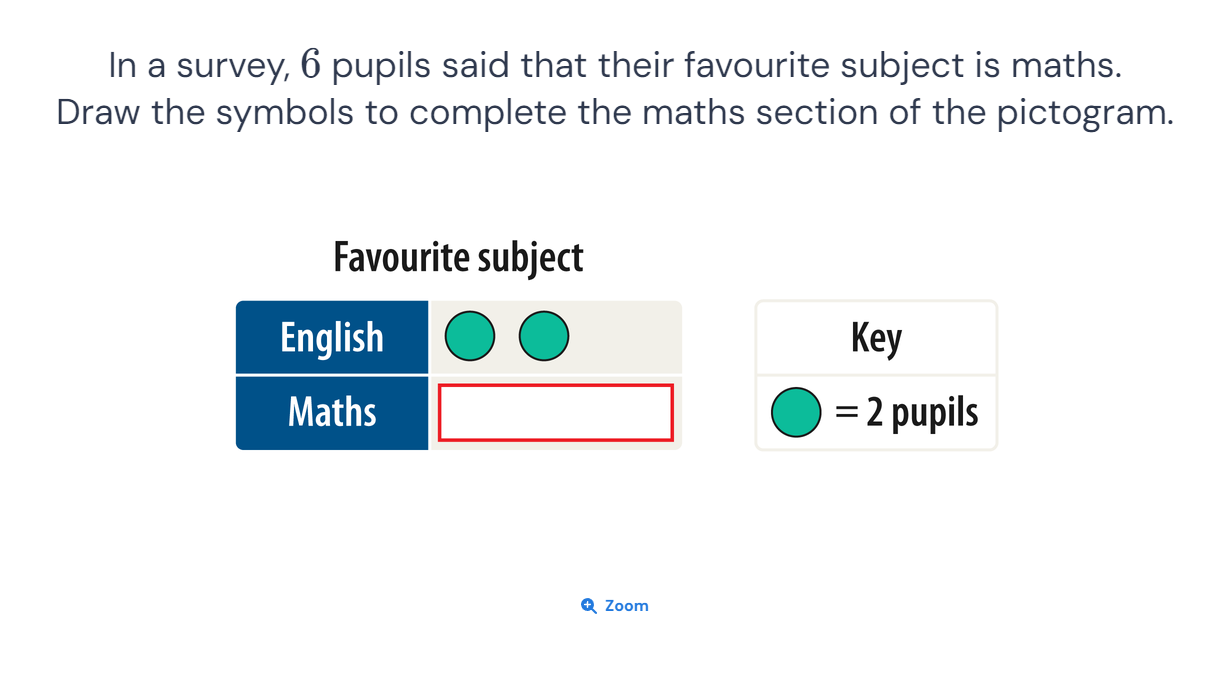 In a survey, 6 pupils said that their favourite subject is maths.
Draw the symbols to complete the maths section of the pictogram.
Favourite subject
English
Maths
Key
= 2 pupils
Zoom